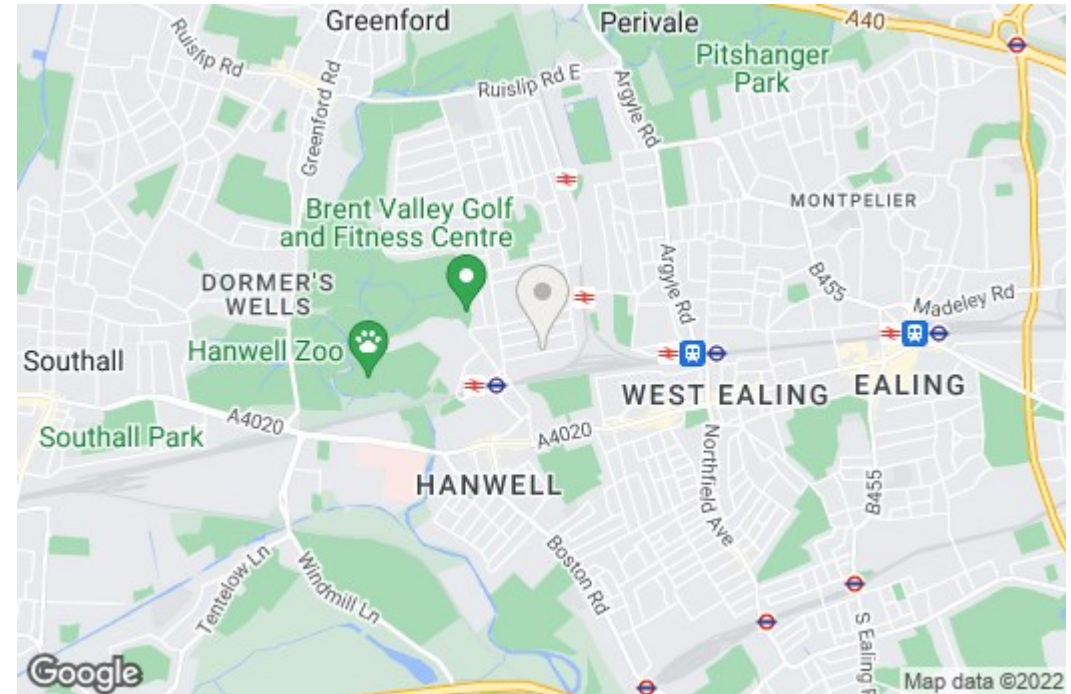 Greenford
Perivale
A40
Ruislip Rd
Pitshanger
Park
Ruislip Rd E
Argyle Rd
Greenford Rd
MONTPELIER
Brent Valley Golf
and Fitness Centre
DORMER'S
WELLS
Argyle Rd
B455
Madeley Rd
Hanwell Zoo
Southall
WEST EALING
EALING
A4020
Southall Park
A4020
HANWELL
Northfield Ave
B455
Boston Rd
Tentelow Ln
Windmill Ln
S Ealing R
Google
Map data ©2022